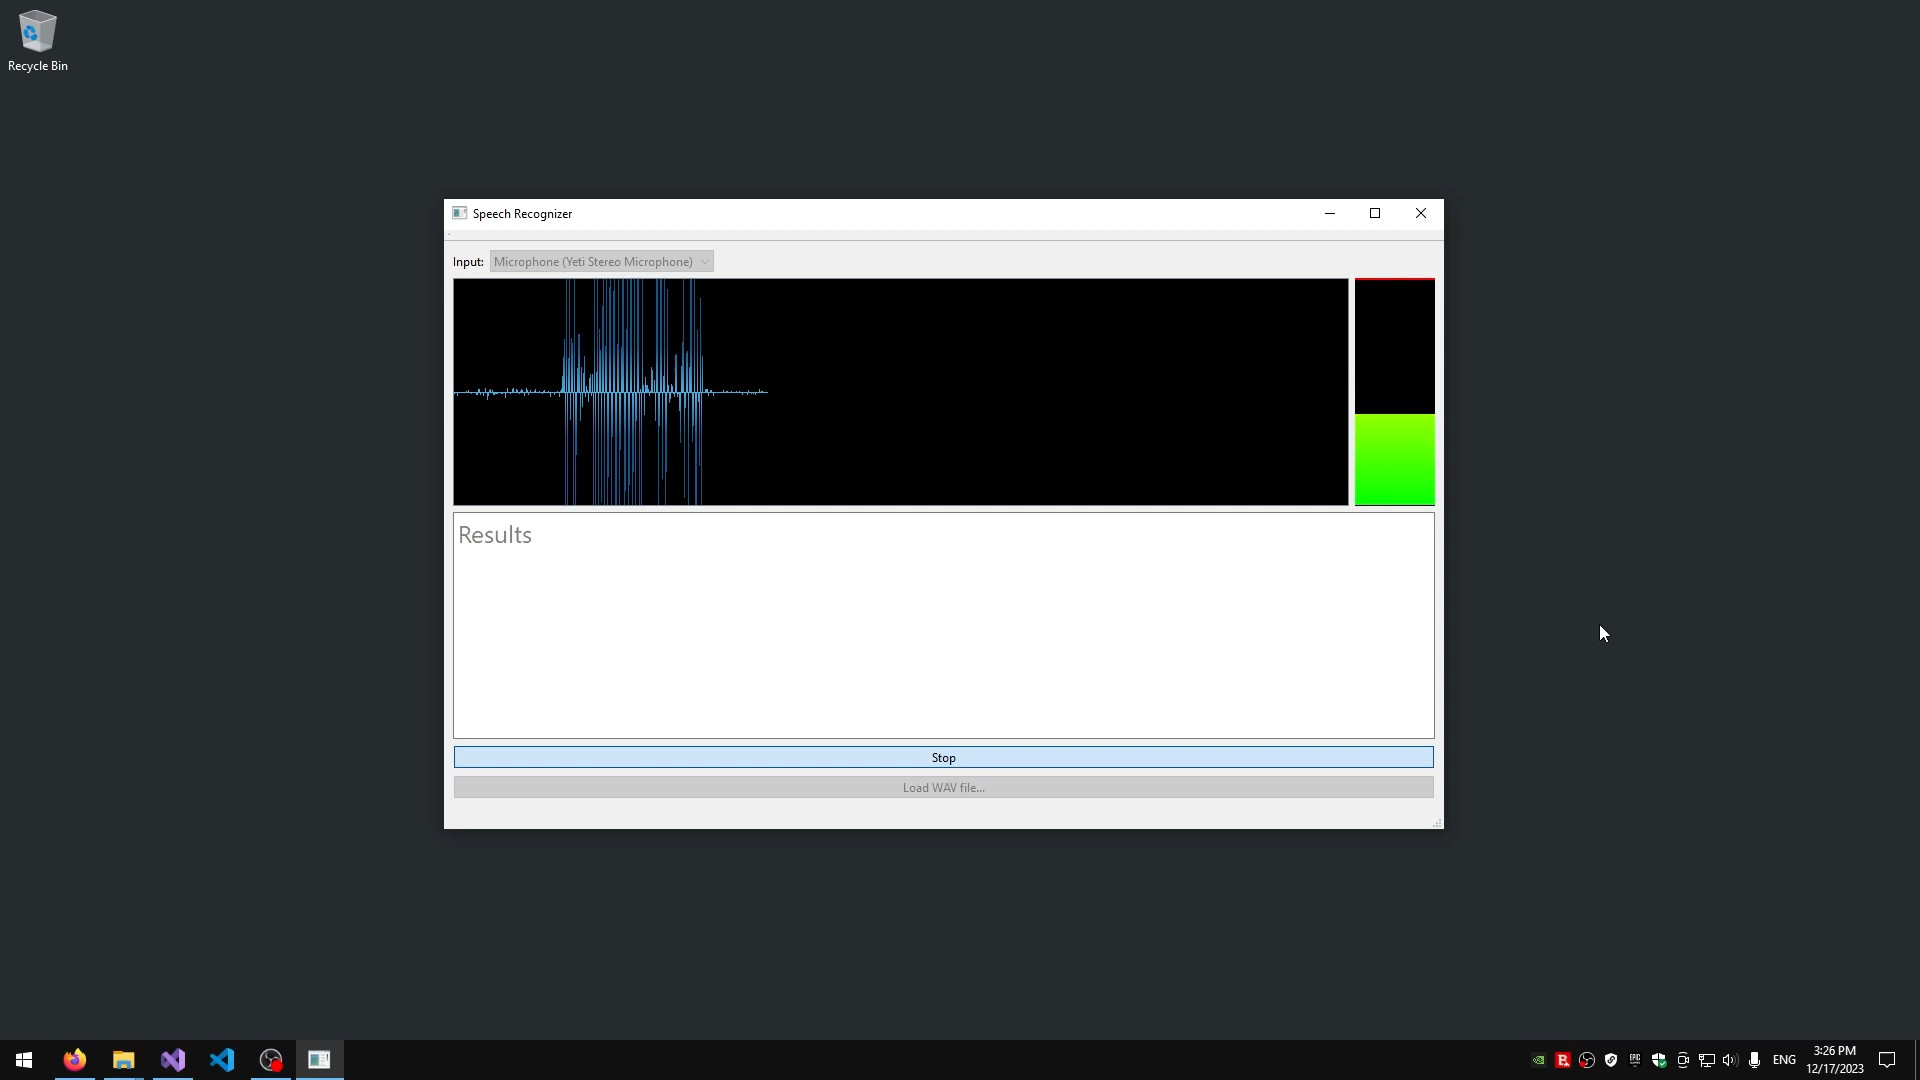 Recycle Bin
Speech Recognizer
Input: Microphone (Yeti Stereo Microphone)
Results
Stop
Load WAV file...
ENG
3:26 PM
12/17/2023